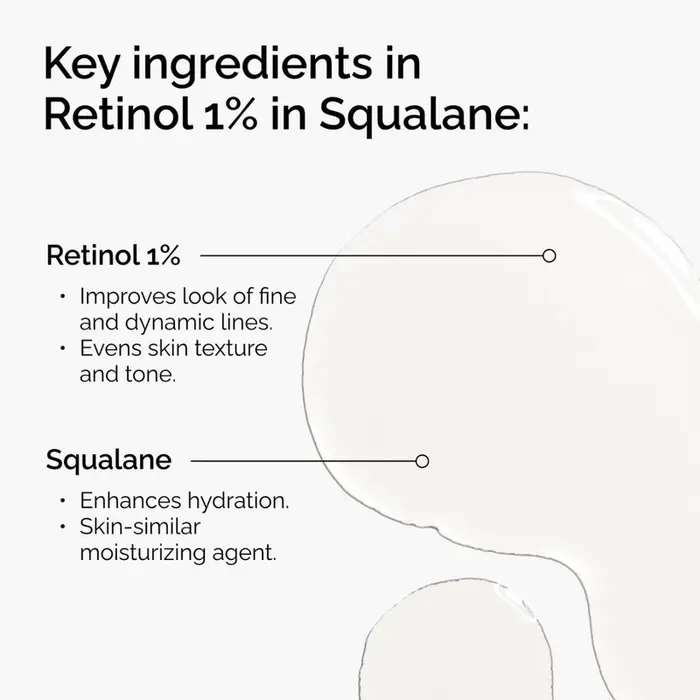 Key ingredients in
Retinol 1% in Squalane:
Retinol 1%
• Improves look of fine
and dynamic lines.
• Evens skin texture
and tone.
Squalane
• Enhances hydration.
• Skin-similar
moisturizing agent.